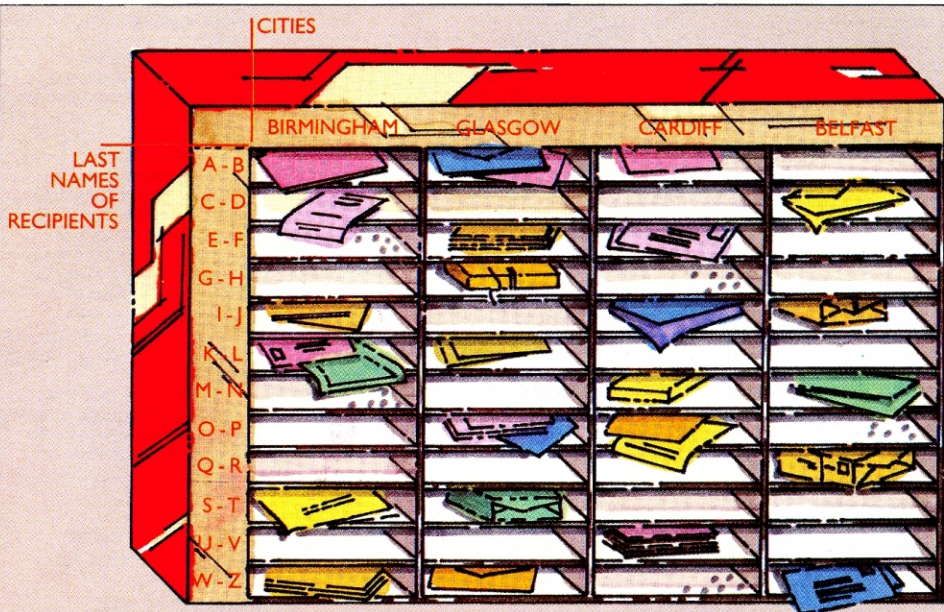 CITIES
BIRMINGHAM GLASGOW CARDIFF BELFAST
LAST
NAMES
OF
RECIPIENTS
A - B
C - D
E - F
G - H
I - J
K L
M - N
O - P
Q - R
S - T
U - V
W - Z